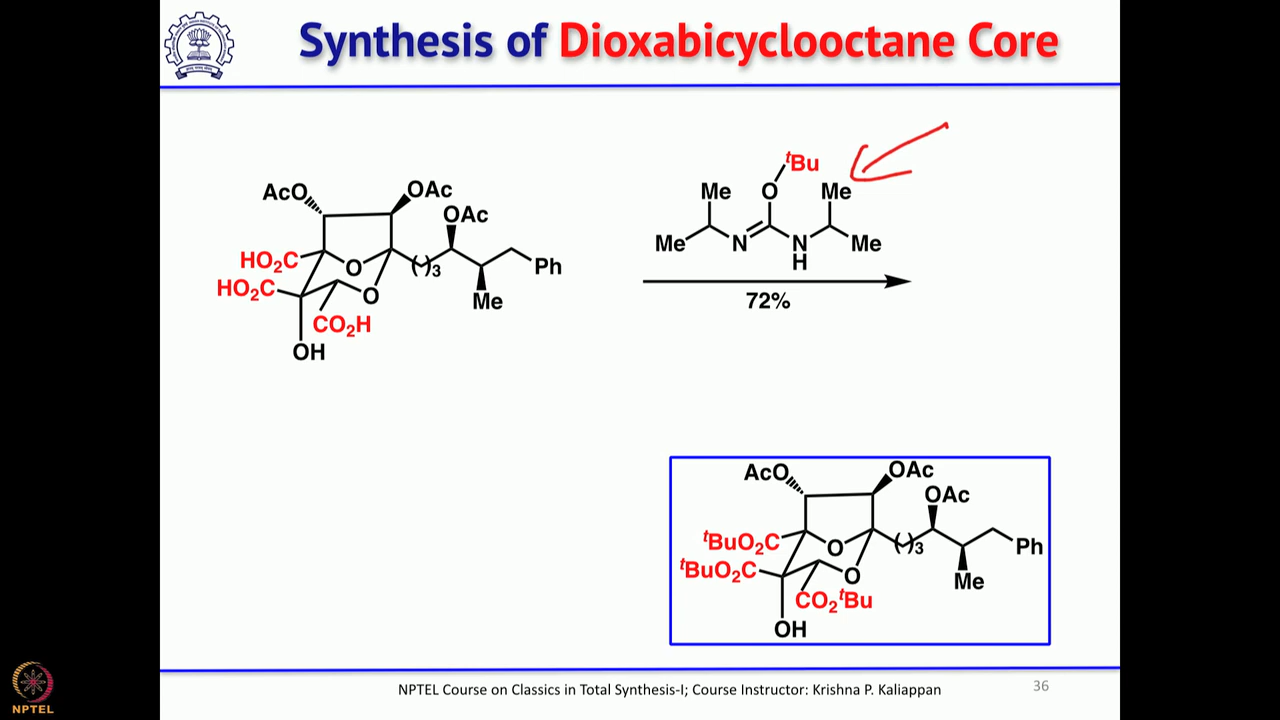 Synthesis of Dioxabicyclooctane Core
AcO
OAc
OAc
HO₂C
O
( )₃
Ph
HO₂C
O
Me
CO₂H
OH
ᵗBu
Me
O
Me
Me
N
N
H
Me
72%
AcO
OAc
OAc
ᵗBuO₂C
O
( )₃
Ph
ᵗBuO₂C
O
Me
CO₂ᵗBu
OH
NPTEL
NPTEL Course on Classics in Total Synthesis-I; Course Instructor: Krishna P. Kaliappan
36